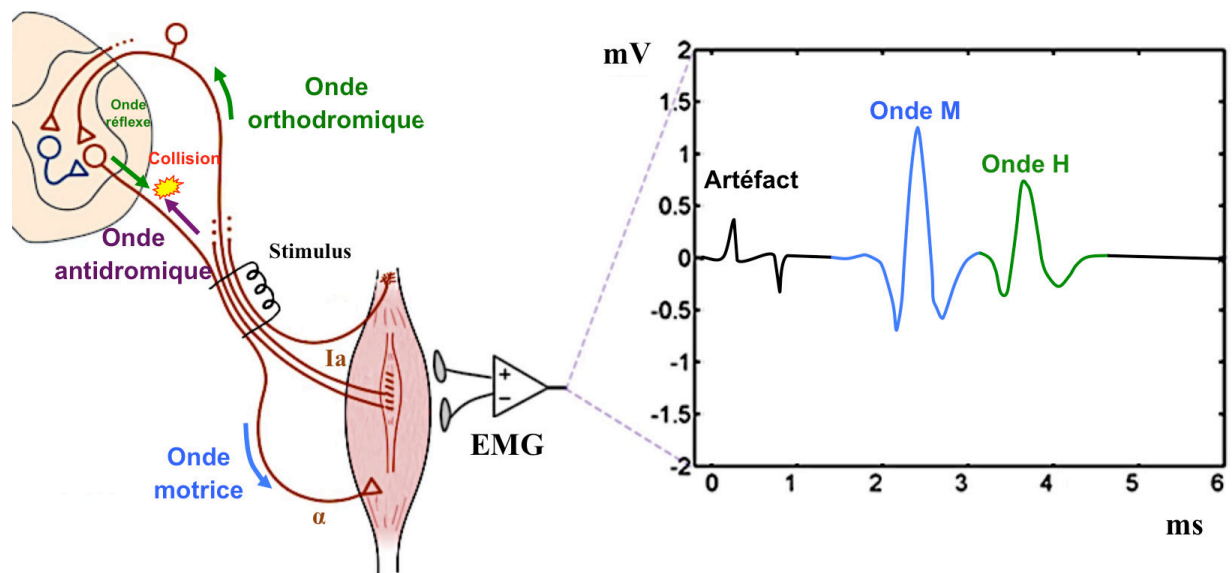 Onde
orthodromique
Onde
réflexe
Collision
Onde
antidromique
Stimulus
Ia
Onde
motrice
α
+
−
EMG
mV
2
1.5
1
0.5
0
-0.5
-1
-1.5
-2
Artéfact
Onde M
Onde H
0 1 2 3 4 5 6
ms